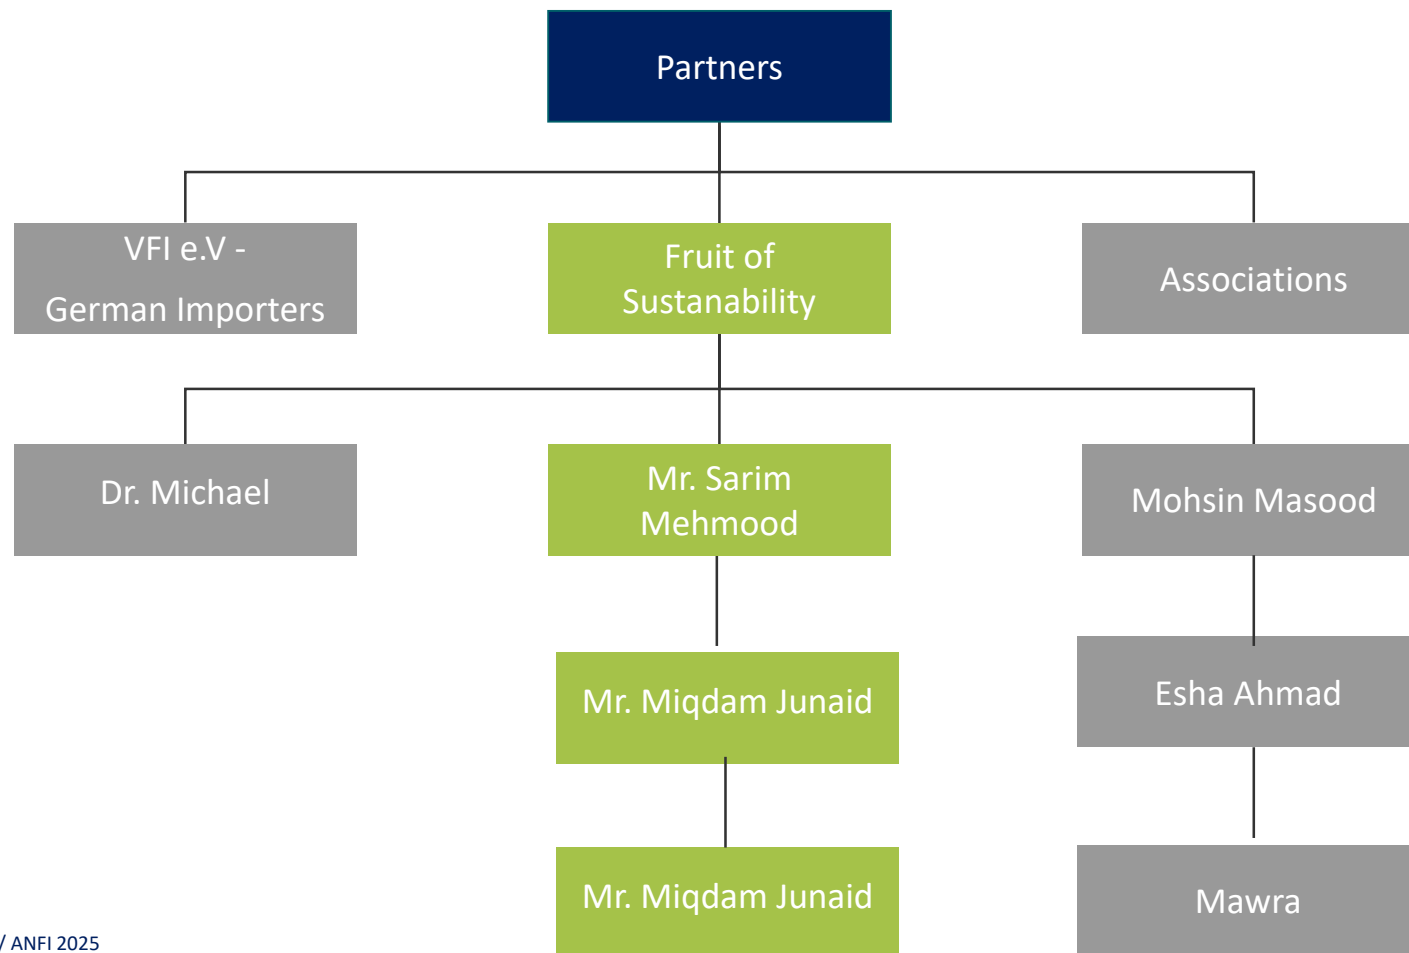 Partners
VFI e.V -
German Importers
Fruit of
Sustanability
Associations
Dr. Michael
Mr. Sarim
Mehmood
Mohsin Masood
Mr. Miqdam Junaid
Esha Ahmad
Mr. Miqdam Junaid
Mawra
/ ANFI 2025